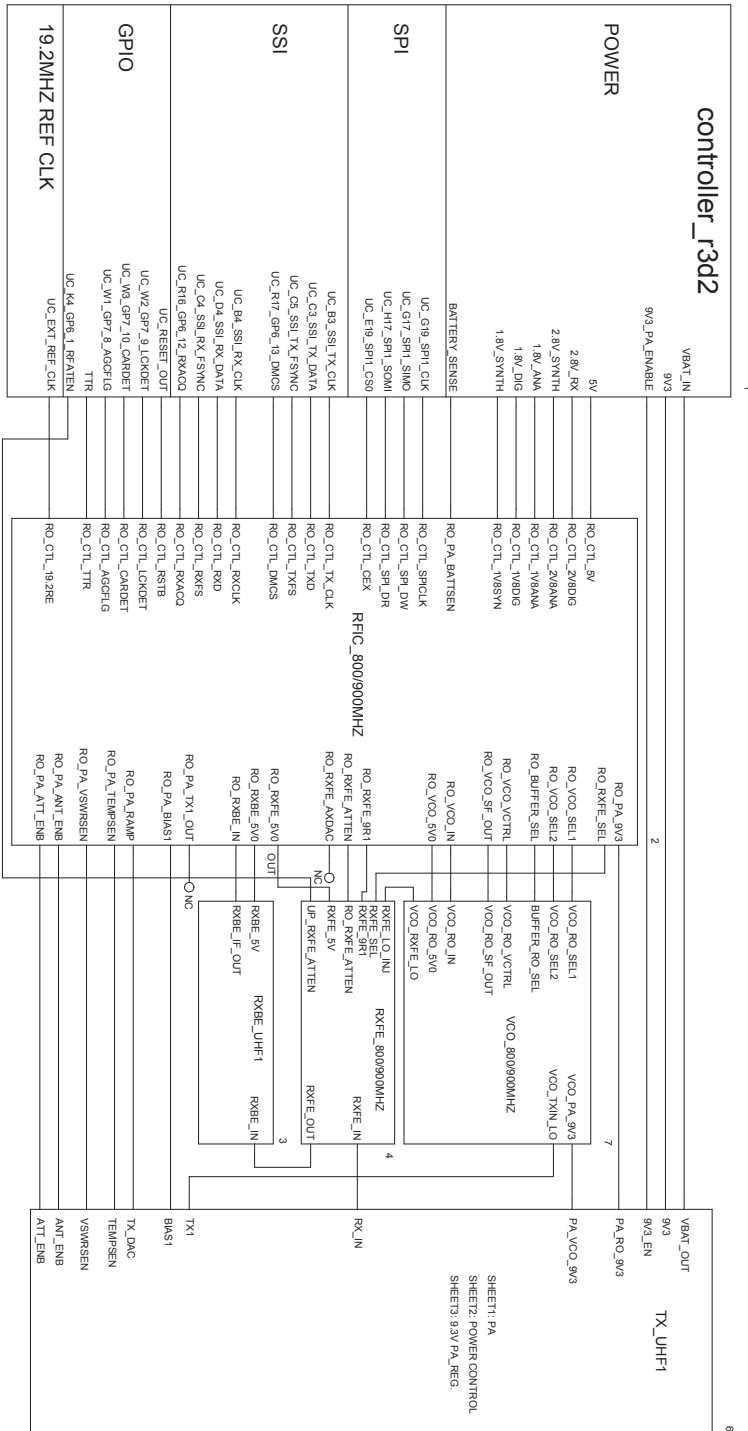 controller_r3d2
POWER
SPI
SSI
GPIO
19.2MHZ REF CLK
VBAT_IN
9V3
9V3_PA_ENABLE
5V
2.8V_RX
2.8V_SYNTH
1.8V_ANA
1.8V_DIG
1.8V_SYNTH
BATTERY_SENSE
UC_G19_SPI1_CLK
UC_G17_SPI1_SIMO
UC_H17_SPI1_SOMI
UC_E19_SPI1_CS0
UC_B3_SSI_TX_CLK
UC_C3_SSI_TX_DATA
UC_C5_SSI_TX_FSYNC
UC_R17_GP6_13_DMCS
UC_B4_SSI_RX_CLK
UC_D4_SSI_RX_DATA
UC_C4_SSI_RX_FSYNC
UC_R16_GP6_12_RXACQ
UC_RESET_OUT
UC_W2_GP7_9_LCKDET
UC_W3_GP7_10_CARDET
UC_W1_GP7_8_AGCFLG
TTR
UC_K4_GP6_1_RFATEN
UC_EXT_REF_CLK
RO_CTL_5V
RO_CTL_2V8DIG
RO_CTL_2V8ANA
RO_CTL_1V8ANA
RO_CTL_1V8DIG
RO_CTL_1V8SYN
RO_PA_BATTSEN
RO_CTL_SPICLK
RO_CTL_SPI_DW
RO_CTL_SPI_DR
RO_CTL_CEX
RO_CTL_TX_CLK
RO_CTL_TXD
RO_CTL_TXFS
RO_CTL_DMCS
RO_CTL_RXCLK
RO_CTL_RXD
RO_CTL_RXFS
RO_CTL_RXACQ
RO_CTL_RSTB
RO_CTL_LCKDET
RO_CTL_CARDET
RO_CTL_AGCFLG
RO_CTL_TTR
RO_CTL_19.2RE
RFIC_800/900MHZ
2
RO_PA_9V3
RO_RXFE_SEL
RO_VCO_SEL1
RO_VCO_SEL2
RO_BUFFER_SEL
RO_VCO_VCTRL
RO_VCO_SF_OUT
RO_VCO_IN
RO_VCO_5V0
RO_RXFE_9R1
RO_RXFE_ATTEN
RO_RXFE_AXDAC
RO_RXFE_5V0
RO_RXBE_5V0
RO_RXBE_IN
RO_PA_TX1_OUT
RO_PA_BIAS1
RO_PA_RAMP
RO_PA_TEMPSEN
RO_PA_VSWRSEN
RO_PA_ANT_ENB
RO_PA_ATT_ENB
NC
OUT
NC
VCO_RO_SEL1
VCO_RO_SEL2
BUFFER_RO_SEL
VCO_RO_VCTRL
VCO_RO_SF_OUT
VCO_RO_IN
VCO_RO_5V0
VCO_RXFE_LO
VCO_800/900MHZ
VCO_PA_9V3
VCO_TXIN_LO
7
RXFE_LO_INJ
RXFE_SEL
RXFE_9R1
RO_RXFE_ATTEN
RXFE_5V
UP_RXFE_ATTEN
RXFE_800/900MHZ
RXFE_IN
RXFE_OUT
4
RXBE_5V
RXBE_IF_OUT
RXBE_UHF1
RXBE_IN
3
VBAT_OUT
9V3
9V3_EN
PA_RO_9V3
PA_VCO_9V3
RX_IN
TX1
BIAS1
TX_DAC
TEMPSEN
VSWRSEN
ANT_ENB
ATT_ENB
TX_UHF1
SHEET1: PA
SHEET2: POWER CONTROL
SHEET3: 9.3V PA_REG.
6